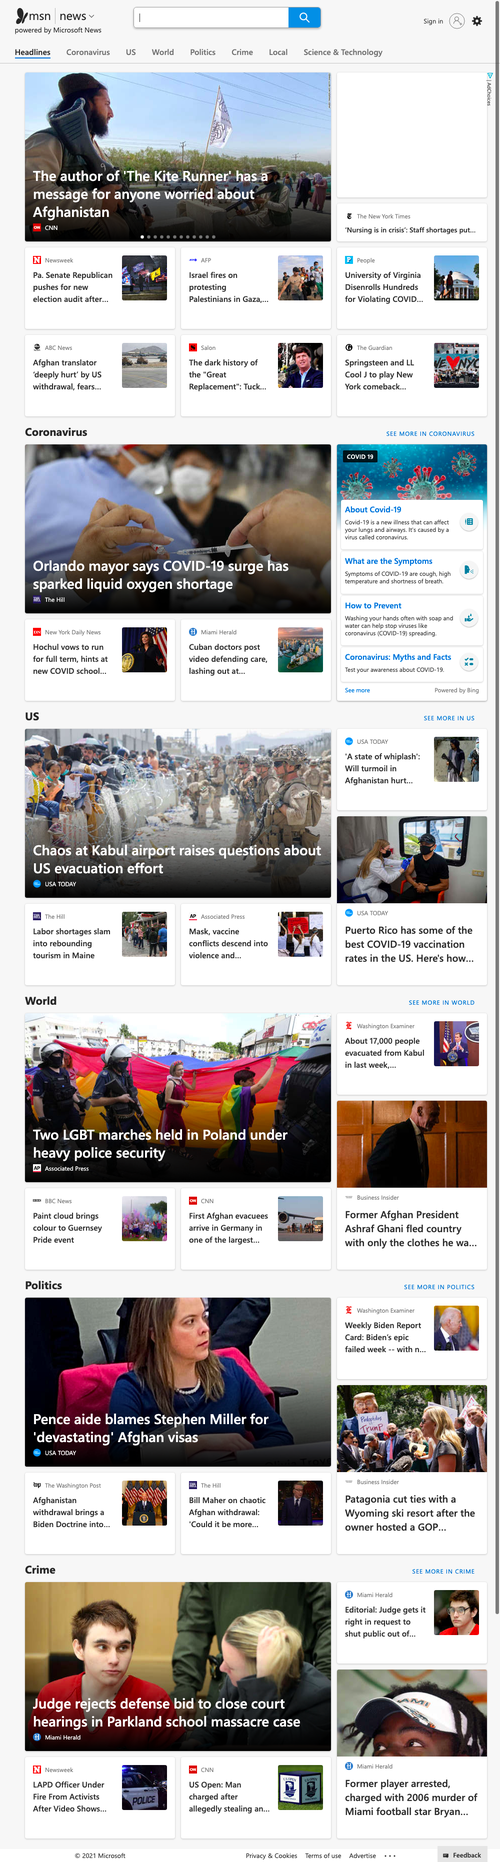 msn | news
powered by Microsoft News
Sign in
Headlines
Coronavirus
US
World
Politics
Crime
Local
Science & Technology
The author of 'The Kite Runner' has a
message for anyone worried about
Afghanistan
CNN
AdChoices
The New York Times
'Nursing is in crisis': Staff shortages put...
Newsweek
Pa. Senate Republican
pushes for new
election audit after...
AFP
Israel fires on
protesting
Palestinians in Gaza,...
People
University of Virginia
Disenrolls Hundreds
for Violating COVID...
ABC News
Afghan translator
'deeply hurt' by US
withdrawal, fears...
Salon
The dark history of
the "Great
Replacement": Tuck...
The Guardian
Springsteen and LL
Cool J to play New
York comeback...
Coronavirus
SEE MORE IN CORONAVIRUS
Orlando mayor says COVID-19 surge has
sparked liquid oxygen shortage
The Hill
COVID 19
About Covid-19
Covid-19 is a new illness that can affect
your lungs and airways. It's caused by a
virus called coronavirus.
What are the Symptoms
Symptoms of COVID-19 are cough, high
temperature and shortness of breath.
How to Prevent
Washing your hands often with soap and
water can help stop viruses like
coronavirus (COVID-19) spreading.
Coronavirus: Myths and Facts
Test your awareness about COVID-19.
See more
Powered by Bing
New York Daily News
Hochul vows to run
for full term, hints at
new COVID school...
Miami Herald
Cuban doctors post
video defending care,
lashing out at...
US
SEE MORE IN US
Chaos at Kabul airport raises questions about
US evacuation effort
USA TODAY
USA TODAY
'A state of whiplash':
Will turmoil in
Afghanistan hurt...
The Hill
Labor shortages slam
into rebounding
tourism in Maine
Associated Press
Mask, vaccine
conflicts descend into
violence and...
USA TODAY
Puerto Rico has some of the
best COVID-19 vaccination
rates in the US. Here's how...
World
SEE MORE IN WORLD
Two LGBT marches held in Poland under
heavy police security
Associated Press
Washington Examiner
About 17,000 people
evacuated from Kabul
in last week,...
BBC News
Paint cloud brings
colour to Guernsey
Pride event
CNN
First Afghan evacuees
arrive in Germany in
one of the largest...
Business Insider
Former Afghan President
Ashraf Ghani fled country
with only the clothes he wa...
Politics
SEE MORE IN POLITICS
Pence aide blames Stephen Miller for
'devastating' Afghan visas
USA TODAY
Washington Examiner
Weekly Biden Report
Card: Biden's epic
failed week -- with n...
The Washington Post
Afghanistan
withdrawal brings a
Biden Doctrine into...
The Hill
Bill Maher on chaotic
Afghan withdrawal:
'Could it be more...
Business Insider
Patagonia cut ties with a
Wyoming ski resort after the
owner hosted a GOP...
Crime
SEE MORE IN CRIME
Judge rejects defense bid to close court
hearings in Parkland school massacre case
Miami Herald
Miami Herald
Editorial: Judge gets it
right in request to
shut public out of...
Newsweek
LAPD Officer Under
Fire From Activists
After Video Shows...
POLICE
CNN
US Open: Man
charged after
allegedly stealing an...
Miami Herald
Former player arrested,
charged with 2006 murder of
Miami football star Bryan...
© 2021 Microsoft
Privacy & Cookies
Terms of use
Advertise
...
Feedback